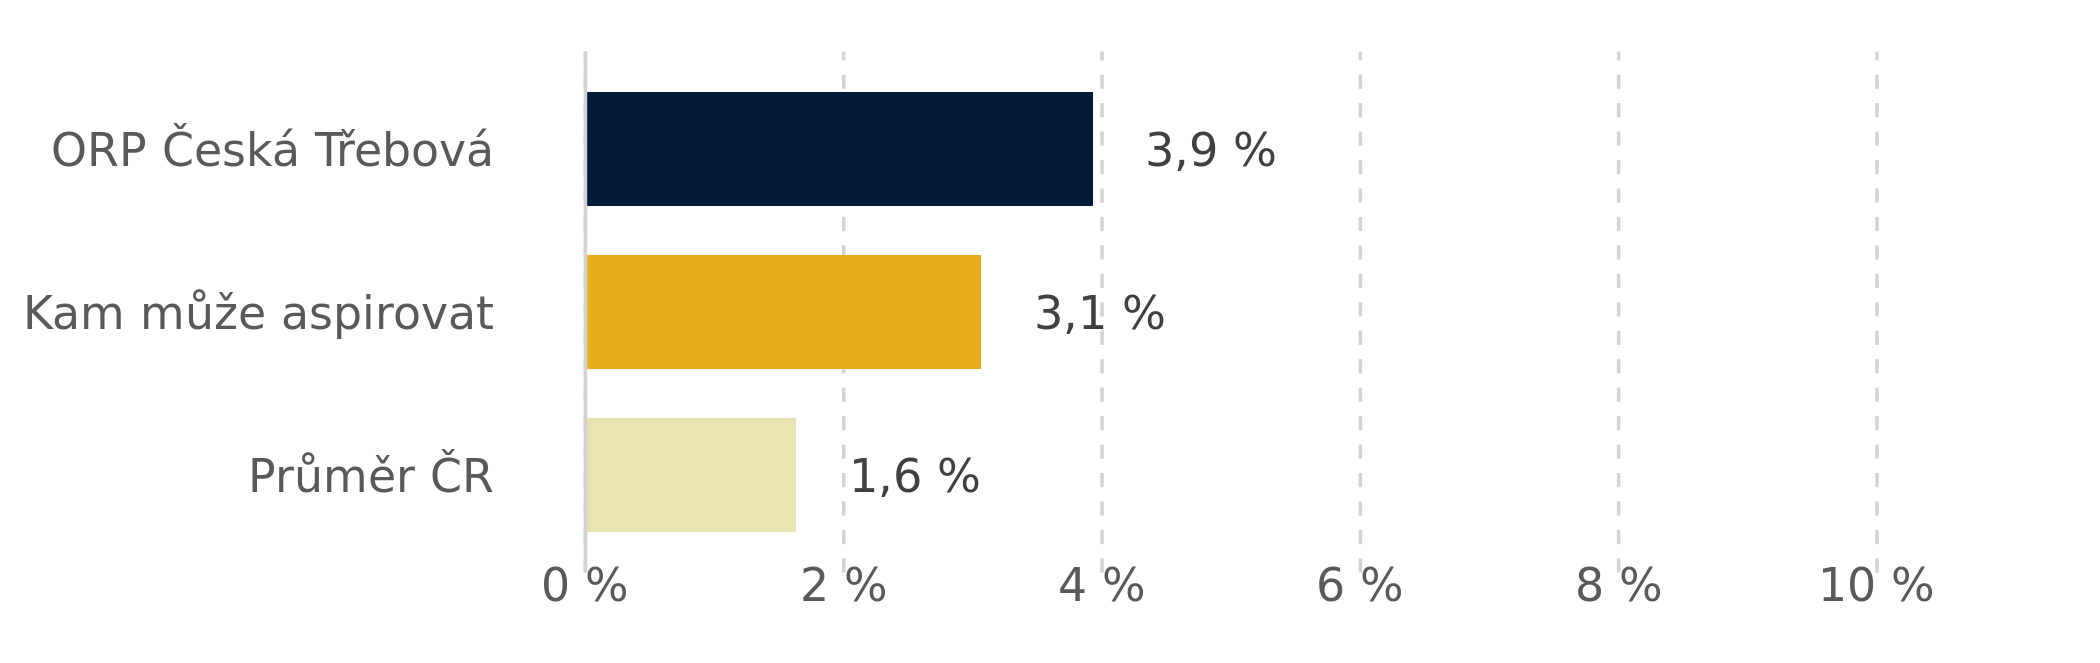 ORP Česká Třebová
3,9 %
Kam může aspirovat
3,1 %
Průměr ČR
1,6 %
0 % 2 % 4 % 6 % 8 % 10 %